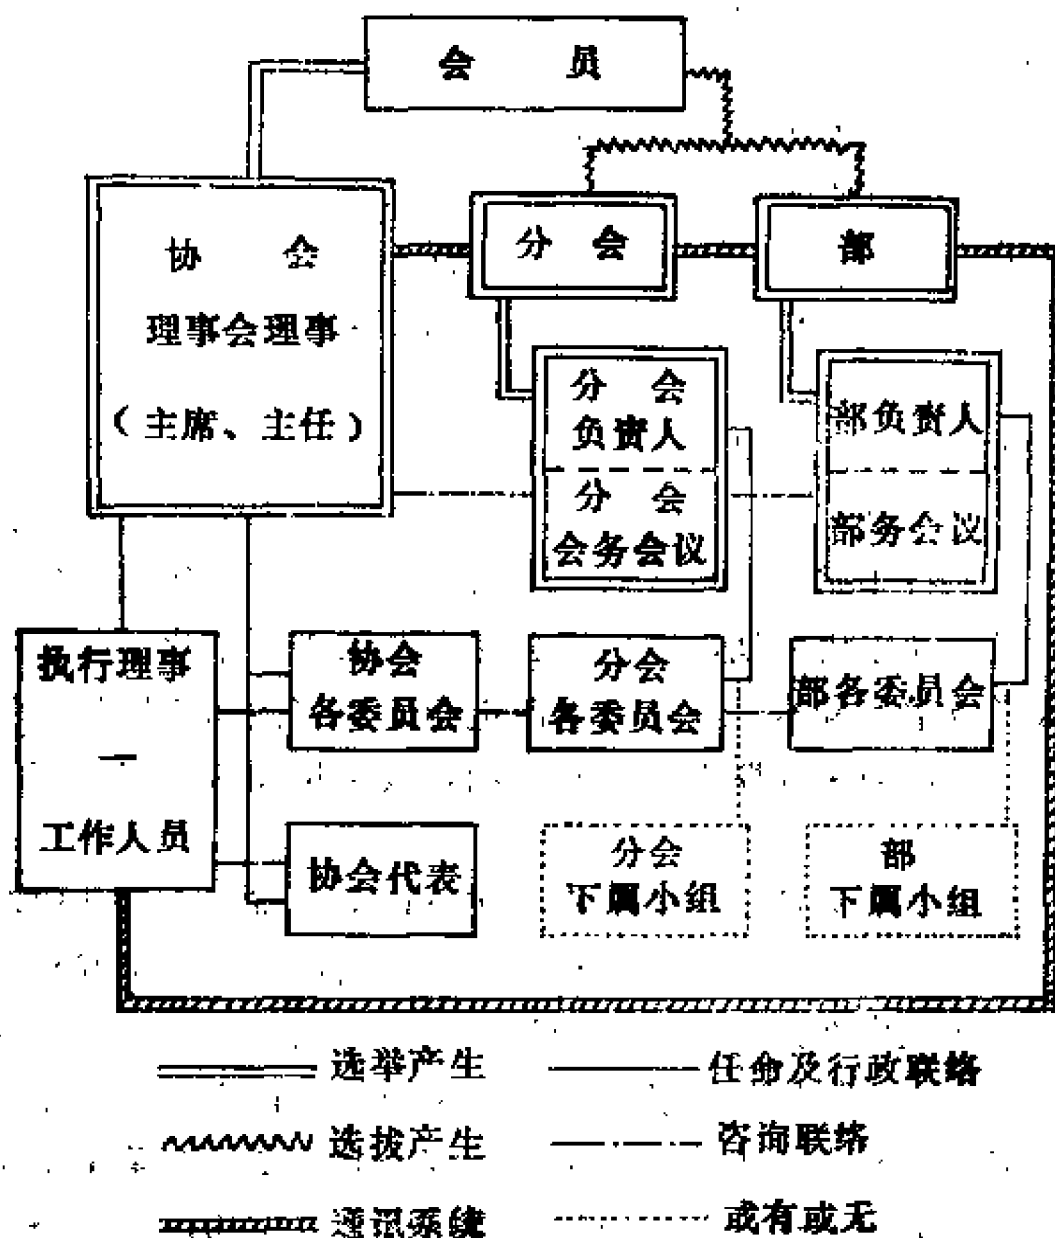 会 员
协 会
理事会理事
（主席、主任）
分 会
部
分 会
负责人
分 会
会务会议
部负责人
部务会议
执行理事
—
工作人员
协会
各委员会
分会
各委员会
部各委员会
协会代表
分会
下属小组
部
下属小组
选举产生
任命及行政联络
选拔产生
咨询联络
通讯系统
或有或无